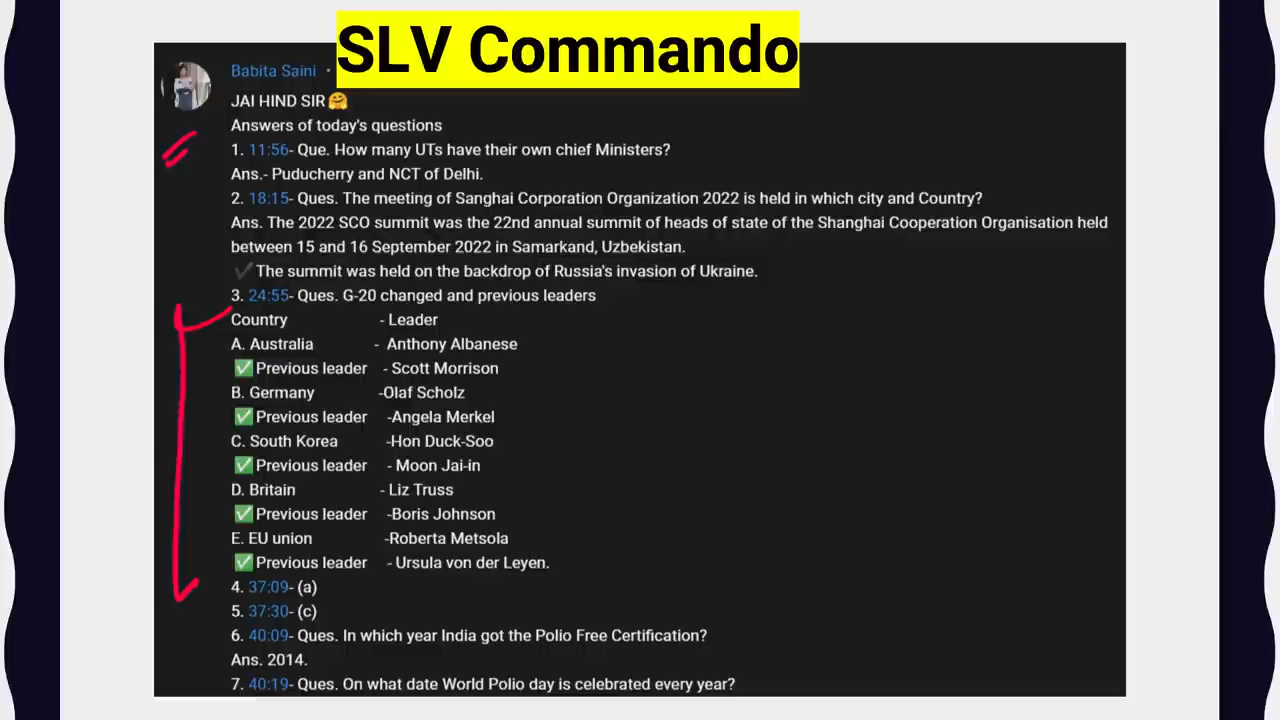 SLV Commando
Babita Saini ·
JAI HIND SIR🤗
Answers of today's questions
1. 11:56- Que. How many UTs have their own chief Ministers?
Ans.- Puducherry and NCT of Delhi.
2. 18:15- Ques. The meeting of Sanghai Corporation Organization 2022 is held in which city and Country?
Ans. The 2022 SCO summit was the 22nd annual summit of heads of state of the Shanghai Cooperation Organisation held
between 15 and 16 September 2022 in Samarkand, Uzbekistan.
✔️The summit was held on the backdrop of Russia's invasion of Ukraine.
3. 24:55- Ques. G-20 changed and previous leaders
Country - Leader
A. Australia - Anthony Albanese
✅Previous leader - Scott Morrison
B. Germany -Olaf Scholz
✅Previous leader -Angela Merkel
C. South Korea -Hon Duck-Soo
✅Previous leader - Moon Jai-in
D. Britain - Liz Truss
✅Previous leader -Boris Johnson
E. EU union -Roberta Metsola
✅Previous leader - Ursula von der Leyen.
4. 37:09- (a)
5. 37:30- (c)
6. 40:09- Ques. In which year India got the Polio Free Certification?
Ans. 2014.
7. 40:19- Ques. On what date World Polio day is celebrated every year?